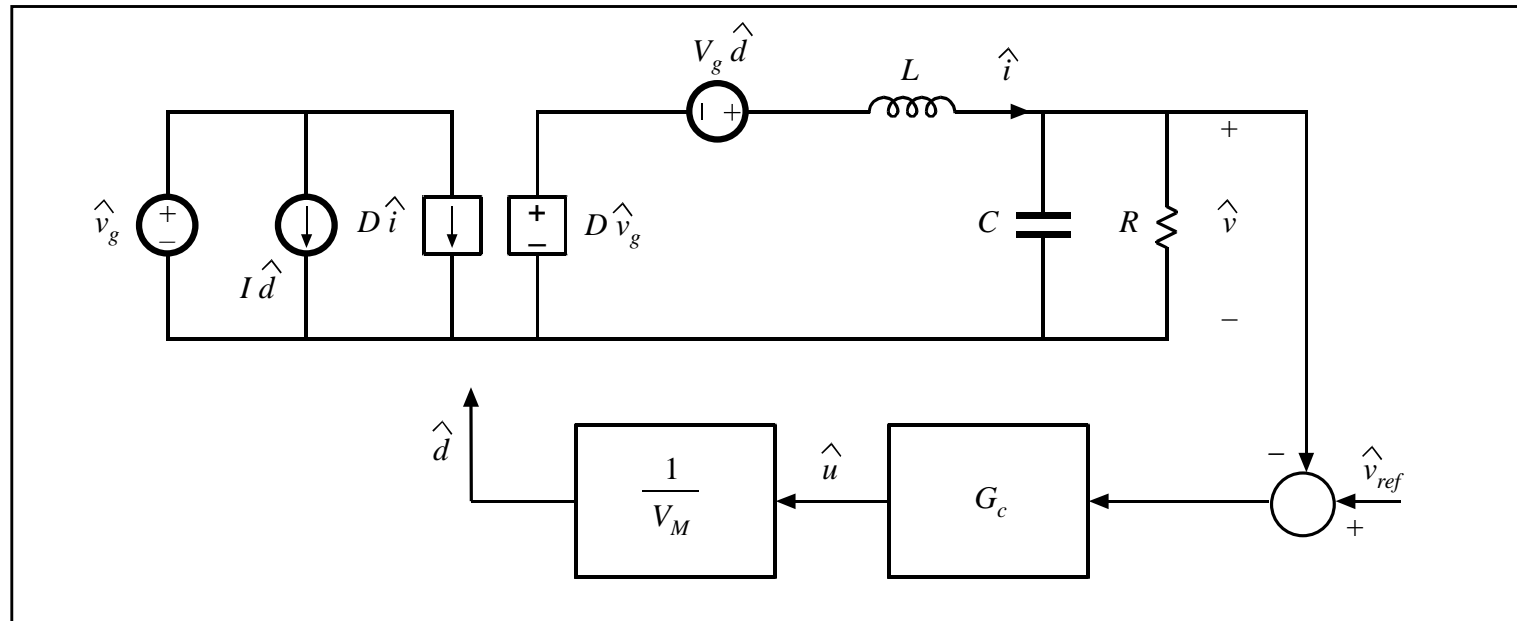 V_g d̂
L
î
+
−
+
v̂_g
+
−
I d̂
D î
+
−
D v̂_g
C
R
v̂
−
d̂
1
V_M
û
G_c
−
v̂_ref
+